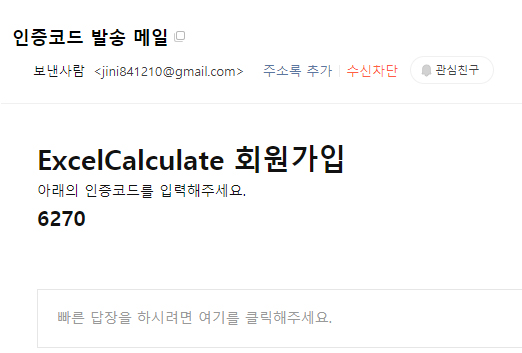 인증코드 발송 메일
보낸사람 <jini841210@gmail.com> 주소록 추가 수신차단 관심친구
ExcelCalculate 회원가입
아래의 인증코드를 입력해주세요.
6270
빠른 답장을 하시려면 여기를 클릭해주세요.